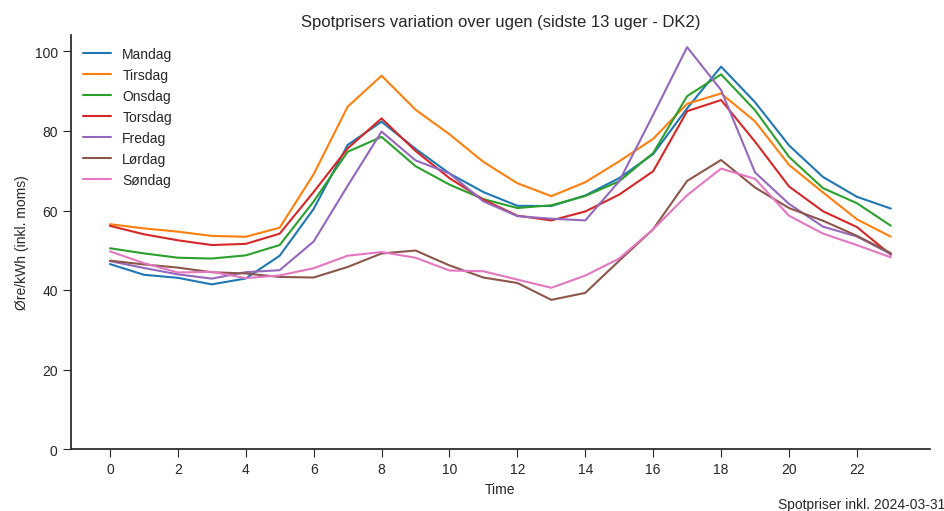 Spotprisers variation over ugen (sidste 13 uger - DK2)
Mandag
Tirsdag
Onsdag
Torsdag
Fredag
Lørdag
Søndag
Øre/kWh (inkl. moms)
100
80
60
40
20
0
0 2 4 6 8 10 12 14 16 18 20 22
Time
Spotpriser inkl. 2024-03-31